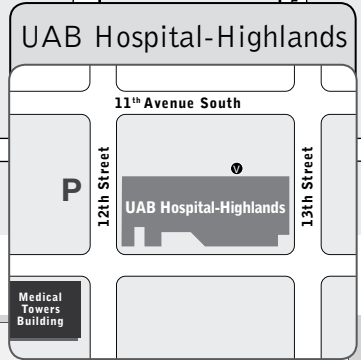 UAB Hospital-Highlands
11th Avenue South
12th Street
13th Street
V
P
UAB Hospital-Highlands
Medical
Towers
Building